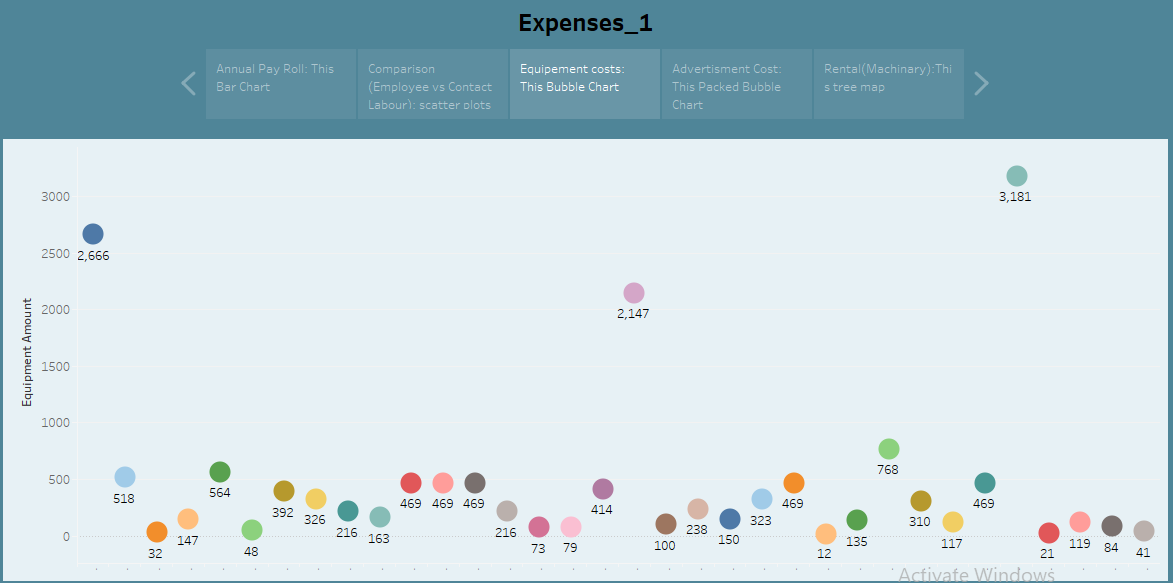 Expenses_1
Annual Pay Roll: This
Bar Chart
Comparison
(Employee vs Contact
Labour): scatter plots
Equipement costs:
This Bubble Chart
Advertisment Cost:
This Packed Bubble
Chart
Rental(Machinary):Thi
s tree map
Equipment Amount
3000
2500
2000
1500
1000
500
0
2,666
518
32
147
564
48
392
326
216
163
469
469
469
216
73
79
414
2,147
100
238
150
323
469
12
135
768
310
117
469
3,181
21
119
84
41
Activate Windows